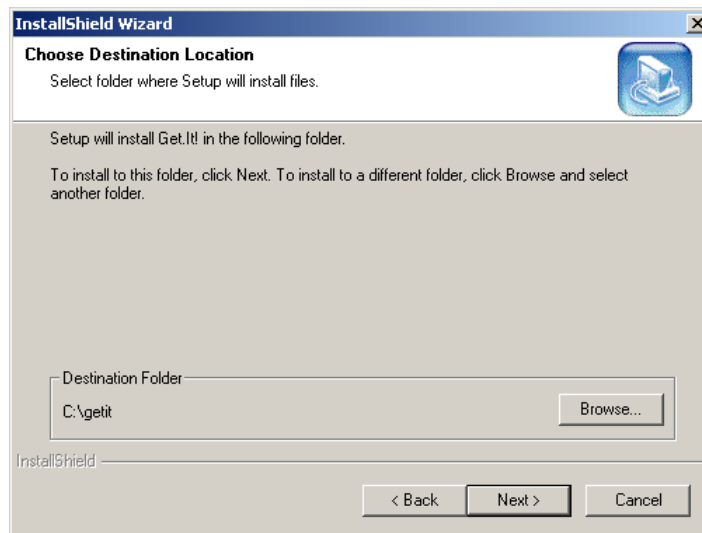 InstallShield Wizard
Choose Destination Location
Select folder where Setup will install files.
Setup will install Get.It! in the following folder.
To install to this folder, click Next. To install to a different folder, click Browse and select
another folder.
Destination Folder
C:\getit
Browse...
InstallShield
< Back
Next >
Cancel